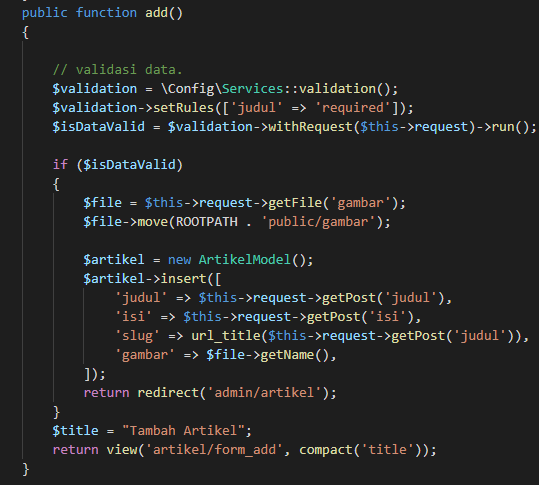 public function add()
{
// validasi data.
$validation = \Config\Services::validation();
$validation->setRules(['judul' => 'required']);
$isDataValid = $validation->withRequest($this->request)->run();
if ($isDataValid)
{
$file = $this->request->getFile('gambar');
$file->move(ROOTPATH . 'public/gambar');
$artikel = new ArtikelModel();
$artikel->insert([
'judul' => $this->request->getPost('judul'),
'isi' => $this->request->getPost('isi'),
'slug' => url_title($this->request->getPost('judul')),
'gambar' => $file->getName(),
]);
return redirect('admin/artikel');
}
$title = "Tambah Artikel";
return view('artikel/form_add', compact('title'));
}